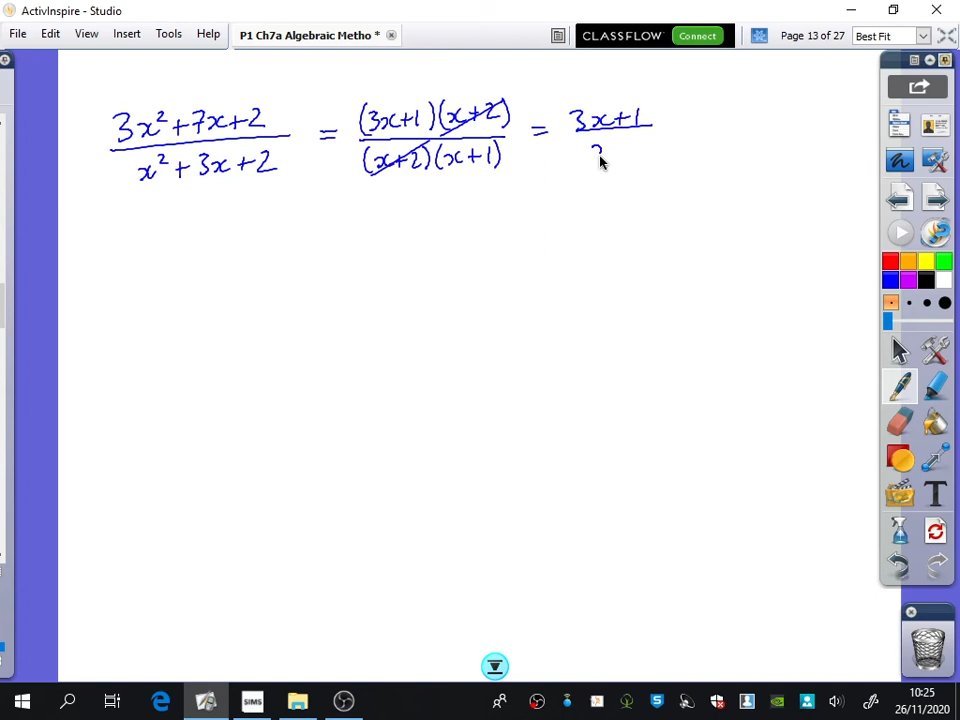 ActivInspire - Studio
File Edit View Insert Tools Help P1 Ch7a Algebraic Metho * CLASSFLOW Connect Page 13 of 27 Best Fit
3x²+7x+2 = (3x+1)(x+2) = 3x+1
x²+3x+2 (x+2)(x+1)
SIMS
10:25
26/11/2020